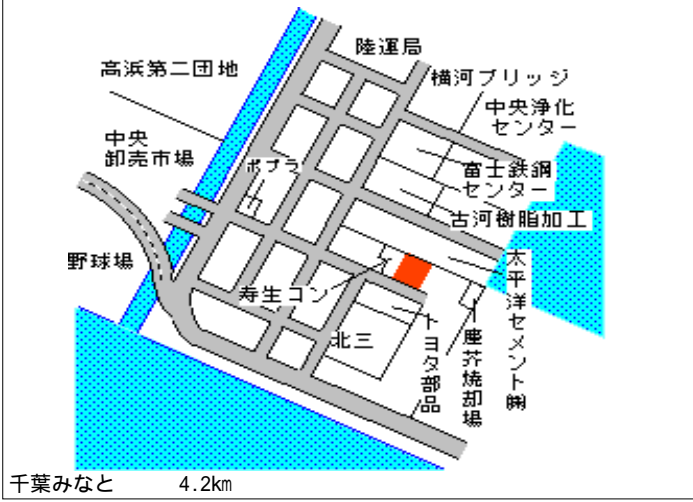 陸運局
高浜第二団地
横河ブリッジ
中央浄化
センター
中央
卸売市場
ポプラ
富士鉄鋼
センター
古河樹脂加工
野球場
太平洋セメント㈱
寿生コン
北三
トヨタ部品
塵芥焼却場
千葉みなと 4.2km